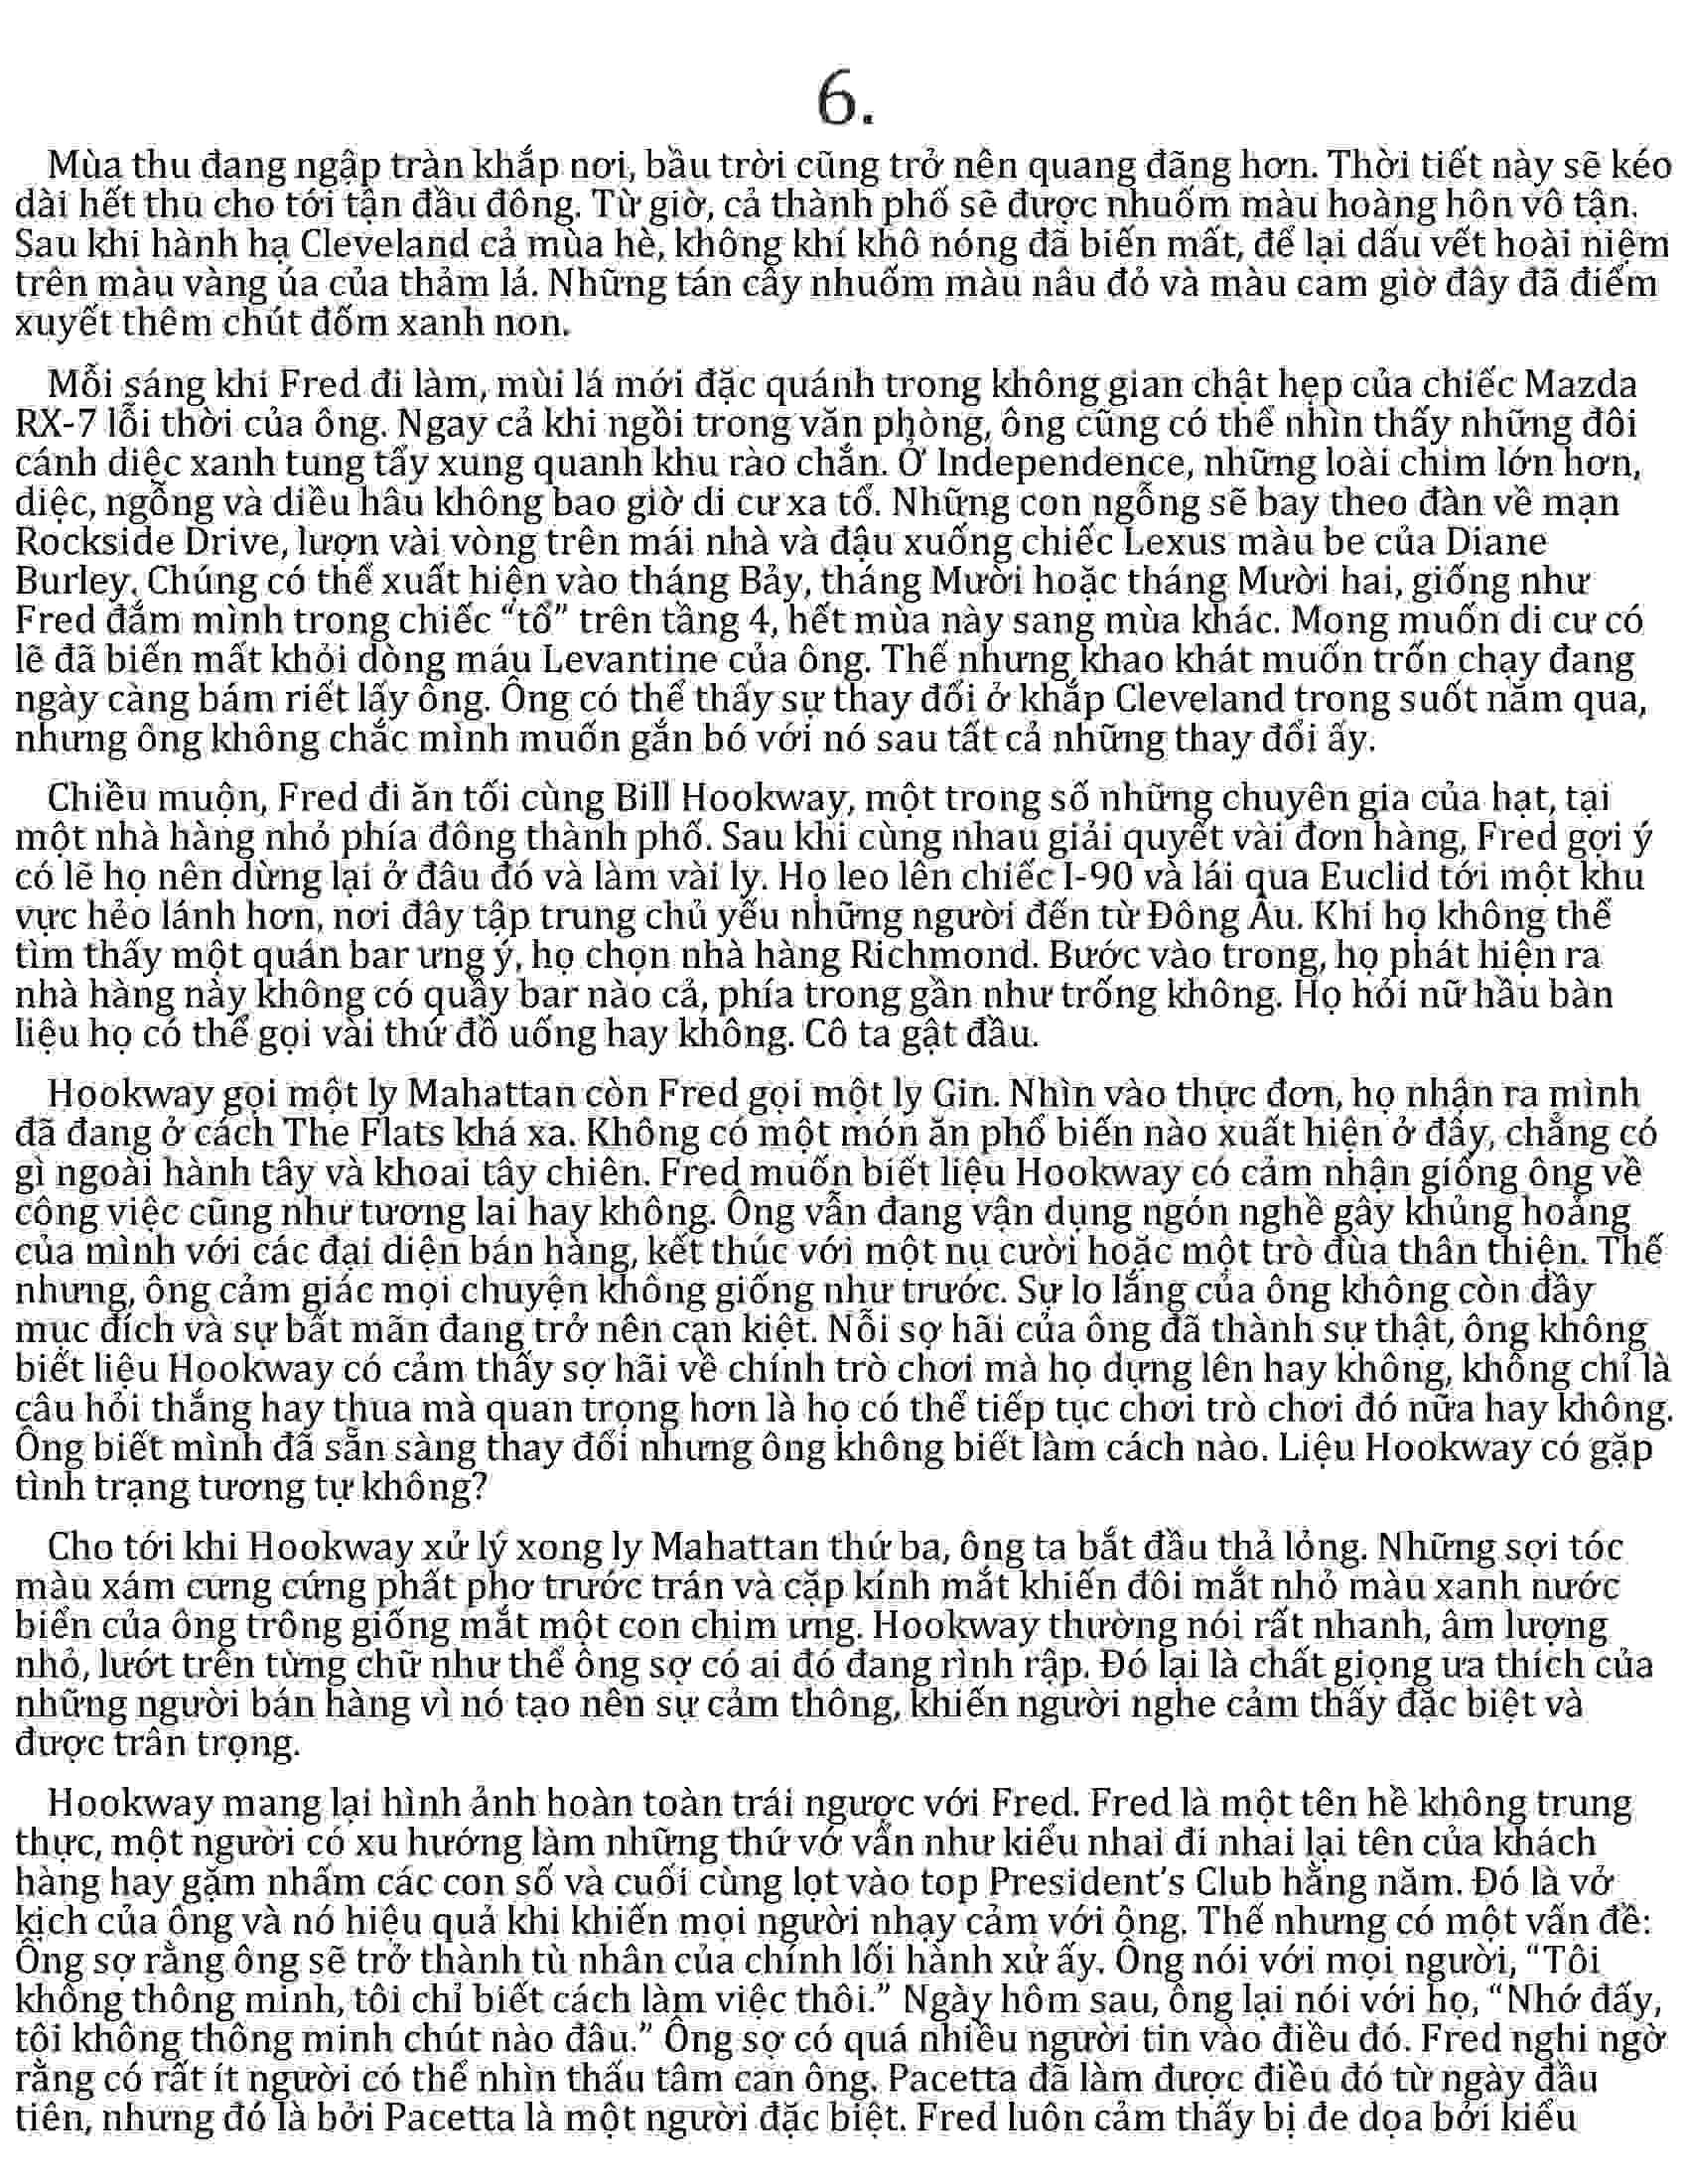 6.
Mùa thu đang ngập tràn khắp nơi, bầu trời cũng trở nên quang đãng hơn. Thời tiết này sẽ kéo
dài hết thu cho tới tận đầu đông. Từ giờ, cả thành phố sẽ được nhuốm màu hoàng hôn vô tận.
Sau khi hành hạ Cleveland cả mùa hè, không khí khô nóng đã biến mất, để lại dấu vết hoài niệm
trên màu vàng úa của thảm lá. Những tán cây nhuốm màu nâu đỏ và màu cam giờ đây đã điểm
xuyết thêm chút đốm xanh non.
Mỗi sáng khi Fred đi làm, mùi lá mới đặc quánh trong không gian chật hẹp của chiếc Mazda
RX-7 lỗi thời của ông. Ngay cả khi ngồi trong văn phòng, ông cũng có thể nhìn thấy những đôi
cánh diệc xanh tung tẩy xung quanh khu rào chắn. Ở Independence, những loài chim lớn hơn,
diệc, ngỗng và diều hâu không bao giờ di cư xa tổ. Những con ngỗng sẽ bay theo đàn về mạn
Rockside Drive, lượn vài vòng trên mái nhà và đậu xuống chiếc Lexus màu be của Diane
Burley. Chúng có thể xuất hiện vào tháng Bảy, tháng Mười hoặc tháng Mười hai, giống như
Fred đắm mình trong chiếc “tổ” trên tầng 4, hết mùa này sang mùa khác. Mong muốn di cư có
lẽ đã biến mất khỏi dòng máu Levantine của ông. Thế nhưng khao khát muốn trốn chạy đang
ngày càng bám riết lấy ông. Ông có thể thấy sự thay đổi ở khắp Cleveland trong suốt năm qua,
nhưng ông không chắc mình muốn gắn bó với nó sau tất cả những thay đổi ấy.
Chiều muộn, Fred đi ăn tối cùng Bill Hookway, một trong số những chuyên gia của hạt, tại
một nhà hàng nhỏ phía đông thành phố. Sau khi cùng nhau giải quyết vài đơn hàng, Fred gợi ý
có lẽ họ nên dừng lại ở đâu đó và làm vài ly. Họ leo lên chiếc I-90 và lái qua Euclid tới một khu
vực hẻo lánh hơn, nơi đây tập trung chủ yếu những người đến từ Đông Âu. Khi họ không thể
tìm thấy một quán bar ưng ý, họ chọn nhà hàng Richmond. Bước vào trong, họ phát hiện ra
nhà hàng này không có quầy bar nào cả, phía trong gần như trống không. Họ hỏi nữ hầu bàn
liệu họ có thể gọi vài thứ đồ uống hay không. Cô ta gật đầu.
Hookway gọi một ly Mahattan còn Fred gọi một ly Gin. Nhìn vào thực đơn, họ nhận ra mình
đã đang ở cách The Flats khá xa. Không có một món ăn phổ biến nào xuất hiện ở đây, chẳng có
gì ngoài hành tây và khoai tây chiên. Fred muốn biết liệu Hookway có cảm nhận giống ông về
công việc cũng như tương lai hay không. Ông vẫn đang vận dụng ngón nghề gây khủng hoảng
của mình với các đại diện bán hàng, kết thúc với một nụ cười hoặc một trò đùa thân thiện. Thế
nhưng, ông cảm giác mọi chuyện không giống như trước. Sự lo lắng của ông không còn đầy
mục đích và sự bất mãn đang trở nên cạn kiệt. Nỗi sợ hãi của ông đã thành sự thật, ông không
biết liệu Hookway có cảm thấy sợ hãi về chính trò chơi mà họ dựng lên hay không, không chỉ là
câu hỏi thắng hay thua mà quan trọng hơn là họ có thể tiếp tục chơi trò chơi đó nữa hay không.
Ông biết mình đã sẵn sàng thay đổi nhưng ông không biết làm cách nào. Liệu Hookway có gặp
tình trạng tương tự không?
Cho tới khi Hookway xử lý xong ly Mahattan thứ ba, ông ta bắt đầu thả lỏng. Những sợi tóc
màu xám cưng cứng phất phơ trước trán và cặp kính mắt khiến đôi mắt nhỏ màu xanh nước
biển của ông trông giống mắt một con chim ưng. Hookway thường nói rất nhanh, âm lượng
nhỏ, lướt trên từng chữ như thể ông sợ có ai đó đang rình rập. Đó lại là chất giọng ưa thích của
những người bán hàng vì nó tạo nên sự cảm thông, khiến người nghe cảm thấy đặc biệt và
được trân trọng.
Hookway mang lại hình ảnh hoàn toàn trái ngược với Fred. Fred là một tên hề không trung
thực, một người có xu hướng làm những thứ vớ vẩn như kiểu nhai đi nhai lại tên của khách
hàng hay gặm nhấm các con số và cuối cùng lọt vào top President’s Club hằng năm. Đó là vở
kịch của ông và nó hiệu quả khi khiến mọi người nhạy cảm với ông. Thế nhưng có một vấn đề:
Ông sợ rằng ông sẽ trở thành tù nhân của chính lối hành xử ấy. Ông nói với mọi người, “Tôi
không thông minh, tôi chỉ biết cách làm việc thôi.” Ngày hôm sau, ông lại nói với họ, “Nhớ đấy,
tôi không thông minh chút nào đâu.” Ông sợ có quá nhiều người tin vào điều đó. Fred nghi ngờ
rằng có rất ít người có thể nhìn thấu tâm can ông. Pacetta đã làm được điều đó từ ngày đầu
tiên, nhưng đó là bởi Pacetta là một người đặc biệt. Fred luôn cảm thấy bị đe dọa bởi kiểu